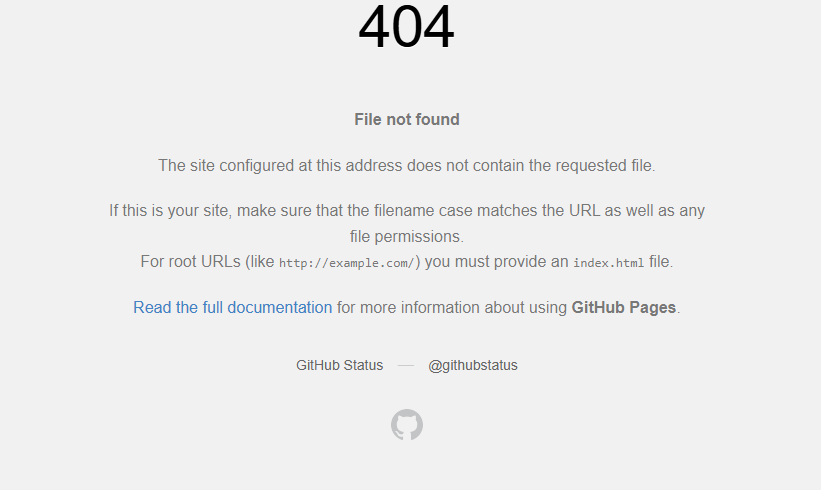 404
File not found
The site configured at this address does not contain the requested file.
If this is your site, make sure that the filename case matches the URL as well as any
file permissions.
For root URLs (like http://example.com/) you must provide an index.html file.
Read the full documentation for more information about using GitHub Pages.
GitHub Status — @githubstatus